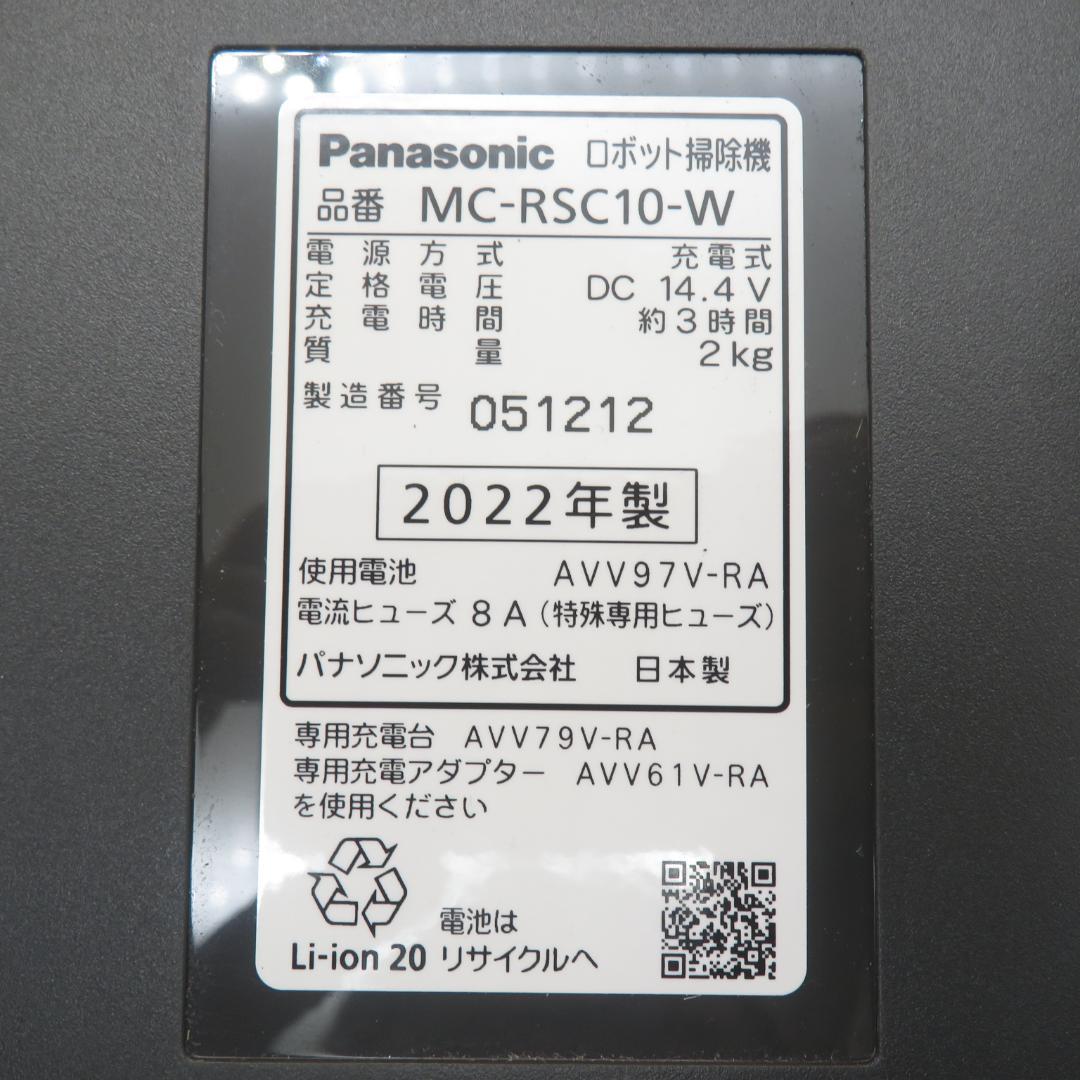 Panasonic ロボット掃除機
品番 MC-RSC10-W
電源方式 充電式
定格電圧 DC 14.4 V
充電時間 約3時間
質量 2kg
製造番号 051212
2022年製
使用電池 AVV97V-RA
電流ヒューズ 8A(特殊専用ヒューズ)
パナソニック株式会社 日本製
専用充電台 AVV79V-RA
専用充電アダプター AVV61V-RA
を使用ください
電池は
Li-ion 20 リサイクルへ